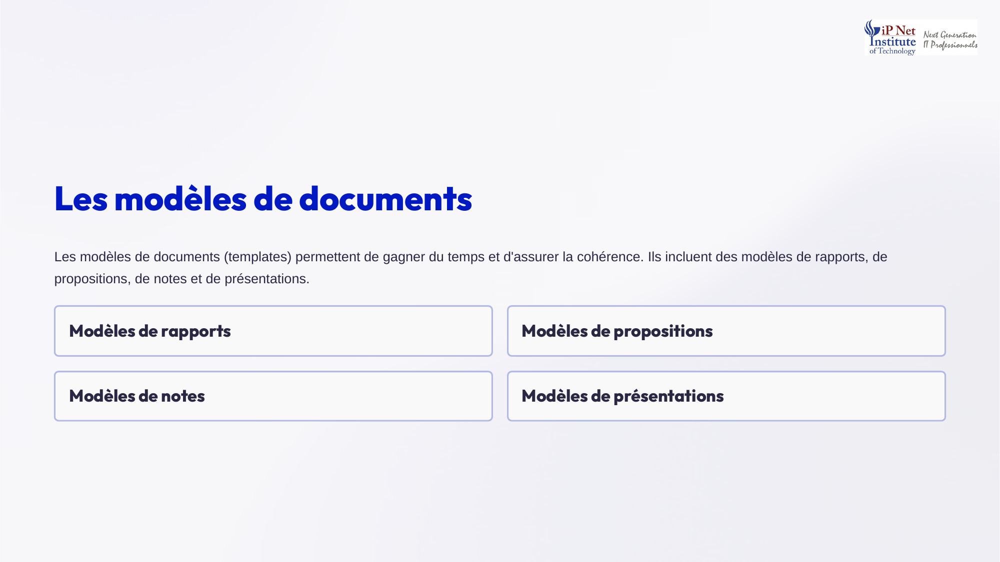 iP Net
Institute
of Technology
Next Generation
IT Professionnels
Les modèles de documents
Les modèles de documents (templates) permettent de gagner du temps et d'assurer la cohérence. Ils incluent des modèles de rapports, de
propositions, de notes et de présentations.
Modèles de rapports
Modèles de propositions
Modèles de notes
Modèles de présentations